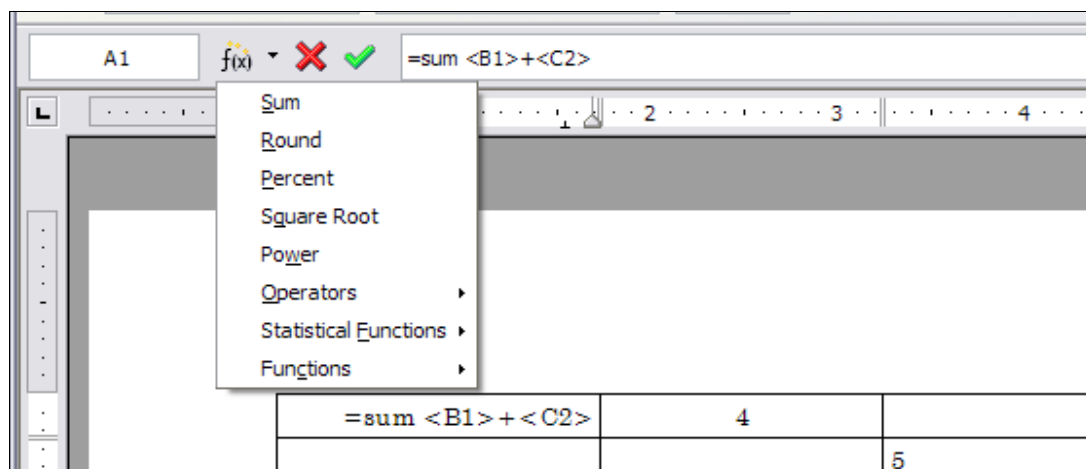 A1 f(x) =sum <B1>+<C2>
2 3 4
Sum
Round
Percent
Square Root
Power
Operators
Statistical Functions
Functions
=sum <B1>+<C2> 4
5